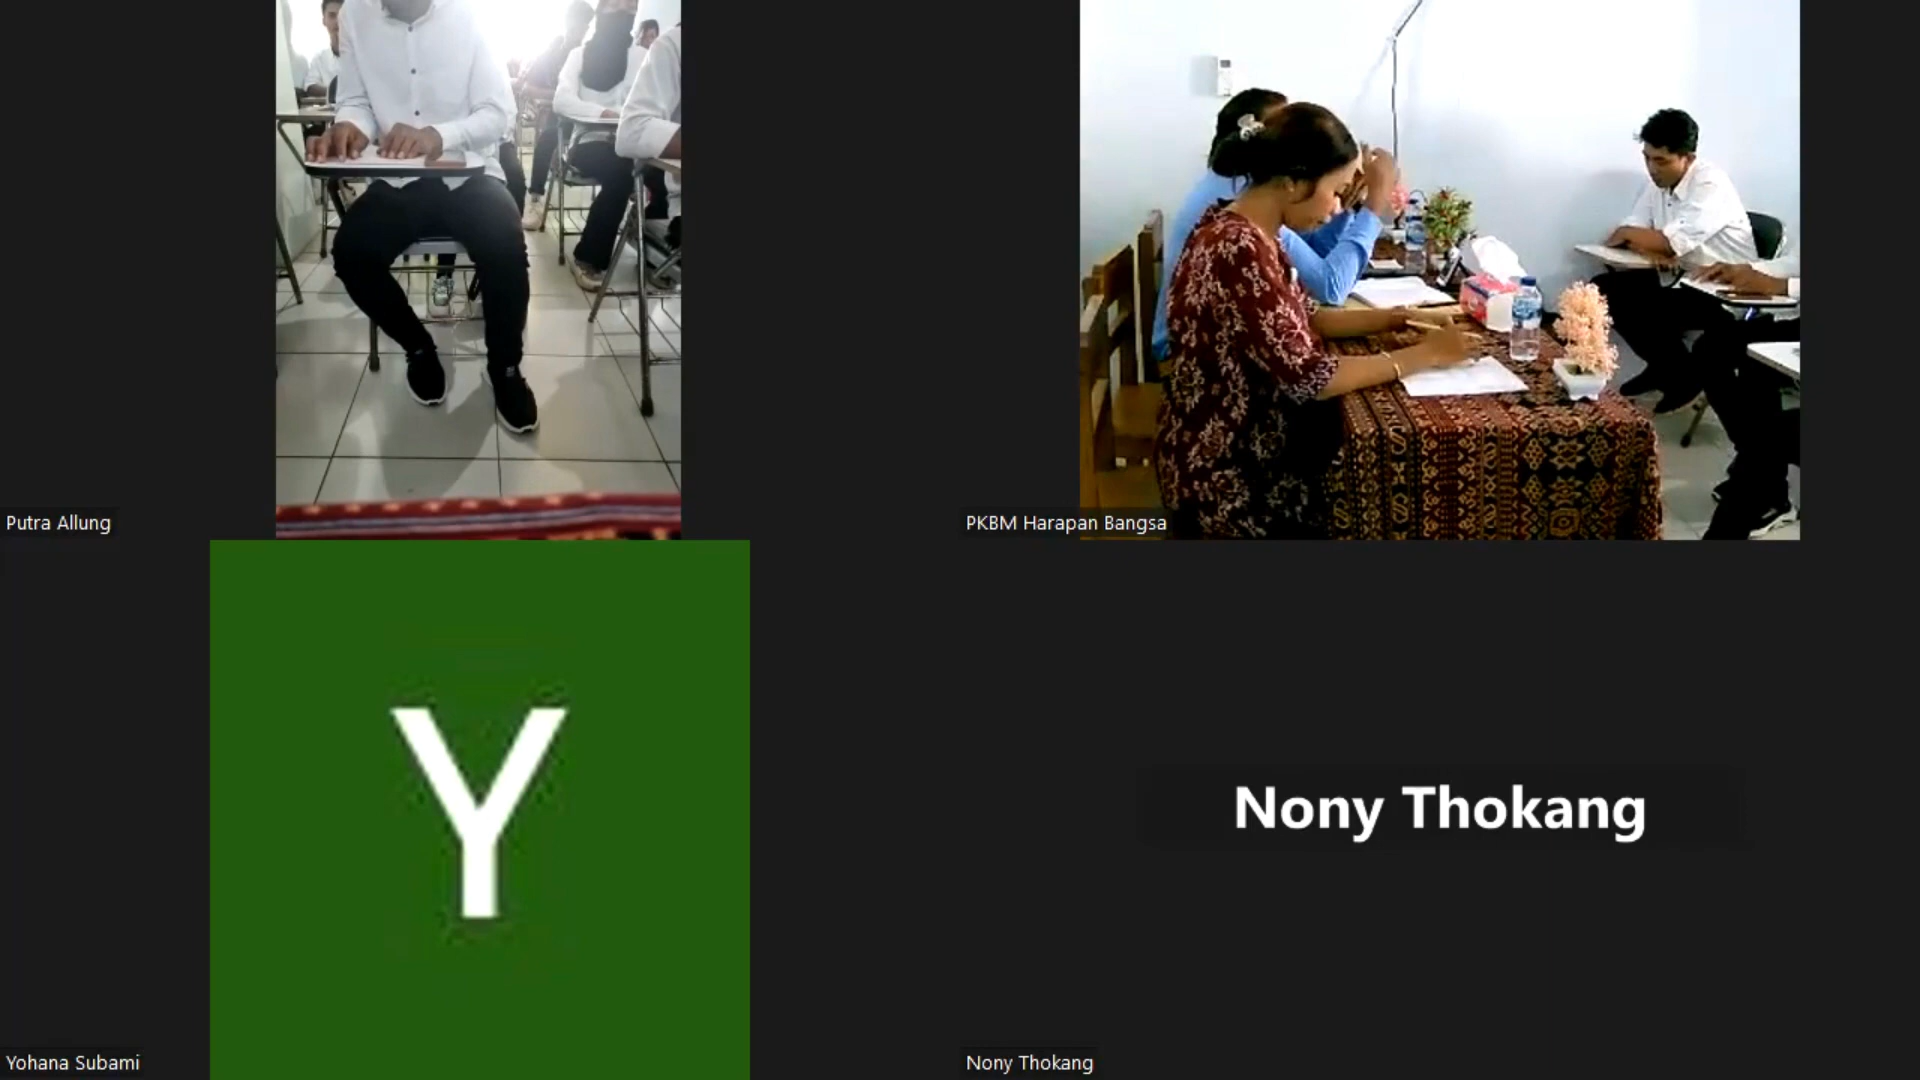 Putra Allung
PKBM Harapan Bangsa
Y
Nony Thokang
Yohana Subami
Nony Thokang